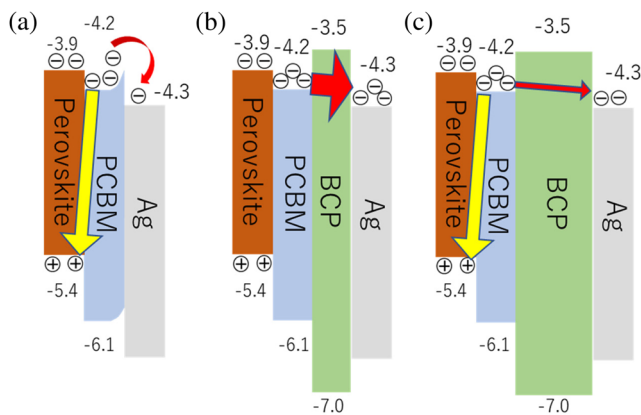 (a)
-4.2
-3.9
-4.3
Perovskite
PCBM
Ag
-5.4
-6.1
(b)
-3.5
-3.9
-4.2
-4.3
Perovskite
PCBM
BCP
Ag
-5.4
-6.1
-7.0
(c)
-3.5
-3.9
-4.2
-4.3
Perovskite
PCBM
BCP
Ag
-5.4
-6.1
-7.0